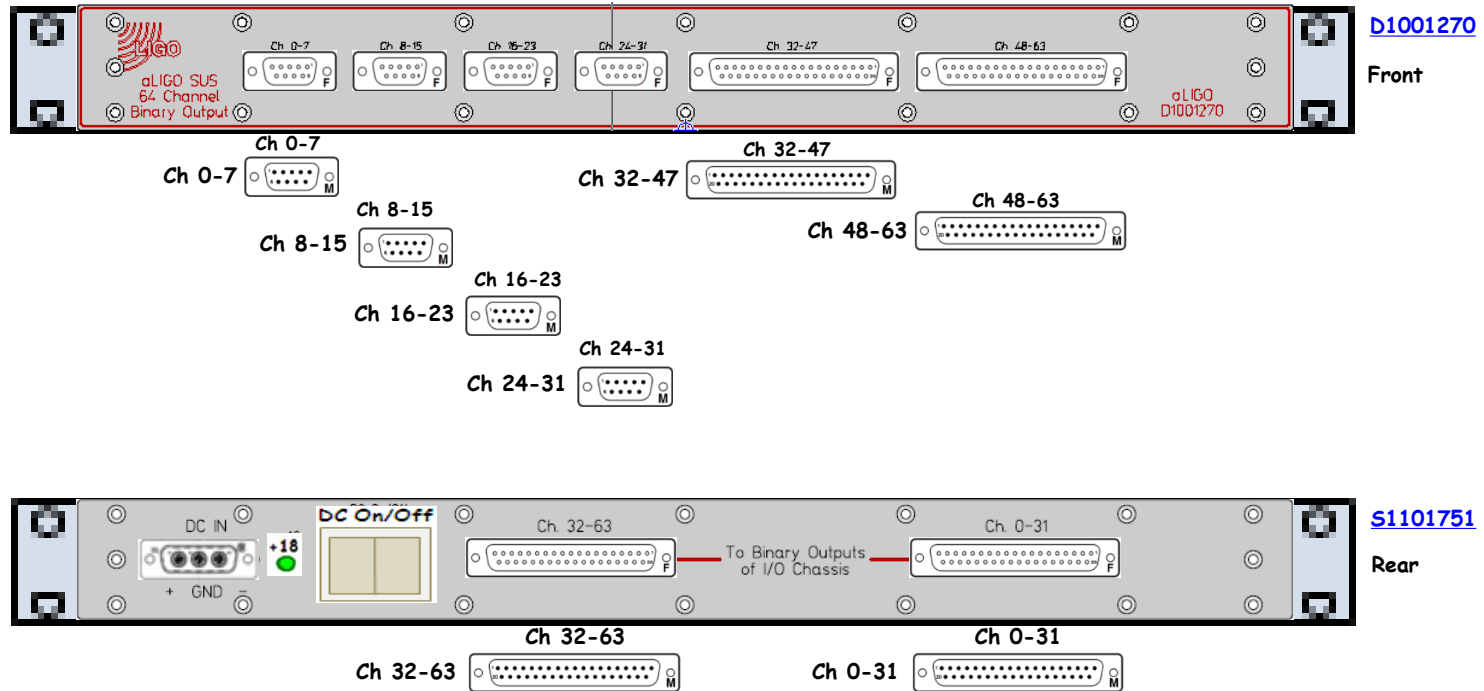 D1001270
Front
LIGO
aLIGO SUS
64 Channel
Binary Output
Ch 0-7
Ch 8-15
Ch 16-23
Ch 24-31
Ch 32-47
Ch 48-63
F
F
F
F
F
F
aLIGO
D1001270
Ch 0-7
Ch 0-7
M
Ch 8-15
Ch 8-15
M
Ch 16-23
Ch 16-23
M
Ch 24-31
Ch 24-31
M
Ch 32-47
Ch 32-47
M
Ch 48-63
Ch 48-63
M
S1101751
Rear
DC IN
+ GND -
+18
DC On/Off
Ch. 32-63
F
To Binary Outputs
of I/O Chassis
Ch. 0-31
F
Ch 32-63
Ch 32-63
M
Ch 0-31
Ch 0-31
M